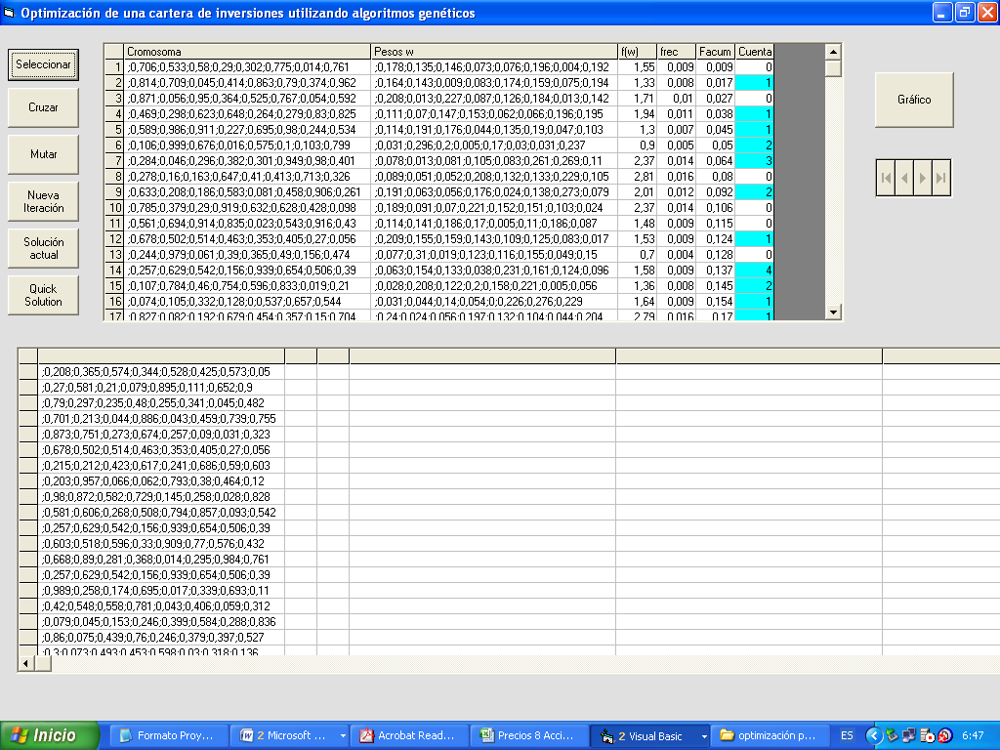 Optimización de una cartera de inversiones utilizando algoritmos genéticos
Seleccionar
Cruzar
Mutar
Nueva
Iteración
Solución
actual
Quick
Solution
Cromosoma Pesos w f(w) frec Facum Cuenta
1 ;0,706;0,533;0,58;0,29;0,302;0,775;0,014;0,761 ;0,178;0,135;0,146;0,073;0,076;0,196;0,004;0,192 1,55 0,009 0,009 0
2 ;0,814;0,709;0,045;0,414;0,863;0,79;0,374;0,962 ;0,164;0,143;0,009;0,083;0,174;0,159;0,075;0,194 1,33 0,008 0,017 1
3 ;0,871;0,056;0,95;0,364;0,525;0,767;0,054;0,592 ;0,208;0,013;0,227;0,087;0,126;0,184;0,013;0,142 1,71 0,01 0,027 0
4 ;0,469;0,298;0,623;0,648;0,264;0,279;0,83;0,825 ;0,111;0,07;0,147;0,153;0,062;0,066;0,196;0,195 1,94 0,011 0,038 1
5 ;0,589;0,986;0,911;0,227;0,695;0,98;0,244;0,534 ;0,114;0,191;0,176;0,044;0,135;0,19;0,047;0,103 1,3 0,007 0,045 1
6 ;0,106;0,999;0,676;0,016;0,575;0,1;0,103;0,799 ;0,031;0,296;0,2;0,005;0,17;0,03;0,031;0,237 0,9 0,005 0,05 2
7 ;0,284;0,046;0,296;0,382;0,301;0,949;0,98;0,401 ;0,078;0,013;0,081;0,105;0,083;0,261;0,269;0,11 2,37 0,014 0,064 3
8 ;0,278;0,16;0,163;0,647;0,41;0,413;0,713;0,326 ;0,089;0,051;0,052;0,208;0,132;0,133;0,229;0,105 2,81 0,016 0,08 0
9 ;0,633;0,208;0,186;0,583;0,081;0,458;0,906;0,261 ;0,191;0,063;0,056;0,176;0,024;0,138;0,273;0,079 2,01 0,012 0,092 2
10 ;0,785;0,379;0,29;0,919;0,632;0,628;0,428;0,098 ;0,189;0,091;0,07;0,221;0,152;0,151;0,103;0,024 2,37 0,014 0,106 0
11 ;0,561;0,694;0,914;0,835;0,023;0,543;0,916;0,43 ;0,114;0,141;0,186;0,17;0,005;0,11;0,186;0,087 1,48 0,009 0,115 0
12 ;0,678;0,502;0,514;0,463;0,353;0,405;0,27;0,056 ;0,209;0,155;0,159;0,143;0,109;0,125;0,083;0,017 1,53 0,009 0,124 1
13 ;0,244;0,979;0,061;0,39;0,365;0,49;0,156;0,474 ;0,077;0,31;0,019;0,123;0,116;0,155;0,049;0,15 0,7 0,004 0,128 0
14 ;0,257;0,629;0,542;0,156;0,939;0,654;0,506;0,39 ;0,063;0,154;0,133;0,038;0,231;0,161;0,124;0,096 1,58 0,009 0,137 4
15 ;0,107;0,784;0,46;0,754;0,596;0,833;0,019;0,21 ;0,028;0,208;0,122;0,2;0,158;0,221;0,005;0,056 1,36 0,008 0,145 2
16 ;0,074;0,105;0,332;0,128;0;0,537;0,657;0,544 ;0,031;0,044;0,14;0,054;0;0,226;0,276;0,229 1,64 0,009 0,154 1
17 ;0,827;0,082;0,192;0,679;0,454;0,357;0,15;0,704 ;0,24;0,024;0,056;0,197;0,132;0,104;0,044;0,204 2,79 0,016 0,17 1
Gráfico
;0,208;0,365;0,574;0,344;0,528;0,425;0,573;0,05
;0,27;0,581;0,21;0,079;0,895;0,111;0,652;0,9
;0,79;0,297;0,235;0,48;0,255;0,341;0,045;0,482
;0,701;0,213;0,044;0,886;0,043;0,459;0,739;0,755
;0,873;0,751;0,273;0,674;0,257;0,09;0,031;0,323
;0,678;0,502;0,514;0,463;0,353;0,405;0,27;0,056
;0,215;0,212;0,423;0,617;0,241;0,686;0,59;0,603
;0,203;0,957;0,066;0,062;0,793;0,38;0,464;0,12
;0,98;0,872;0,582;0,729;0,145;0,258;0,028;0,828
;0,581;0,606;0,268;0,508;0,794;0,857;0,093;0,542
;0,257;0,629;0,542;0,156;0,939;0,654;0,506;0,39
;0,603;0,518;0,596;0,33;0,909;0,77;0,576;0,432
;0,668;0,89;0,281;0,368;0,014;0,295;0,984;0,761
;0,257;0,629;0,542;0,156;0,939;0,654;0,506;0,39
;0,989;0,258;0,174;0,695;0,017;0,339;0,693;0,11
;0,42;0,548;0,558;0,781;0,043;0,406;0,059;0,312
;0,079;0,045;0,153;0,246;0,399;0,584;0,288;0,836
;0,86;0,075;0,439;0,76;0,246;0,379;0,397;0,527
;0,3;0,073;0,493;0,453;0,598;0,03;0,318;0,136
Inicio Formato Proy... 2 Microsoft ... Acrobat Read... Precios 8 Acci... 2 Visual Basic optimización p... ES 6:47